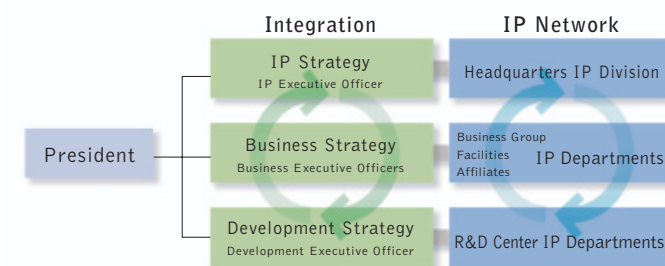 Integration
IP Network
IP Strategy
IP Executive Officer
Headquarters IP Division
President
Business Strategy
Business Executive Officers
Business Group
Facilities
Affiliates
IP Departments
Development Strategy
Development Executive Officer
R&D Center IP Departments